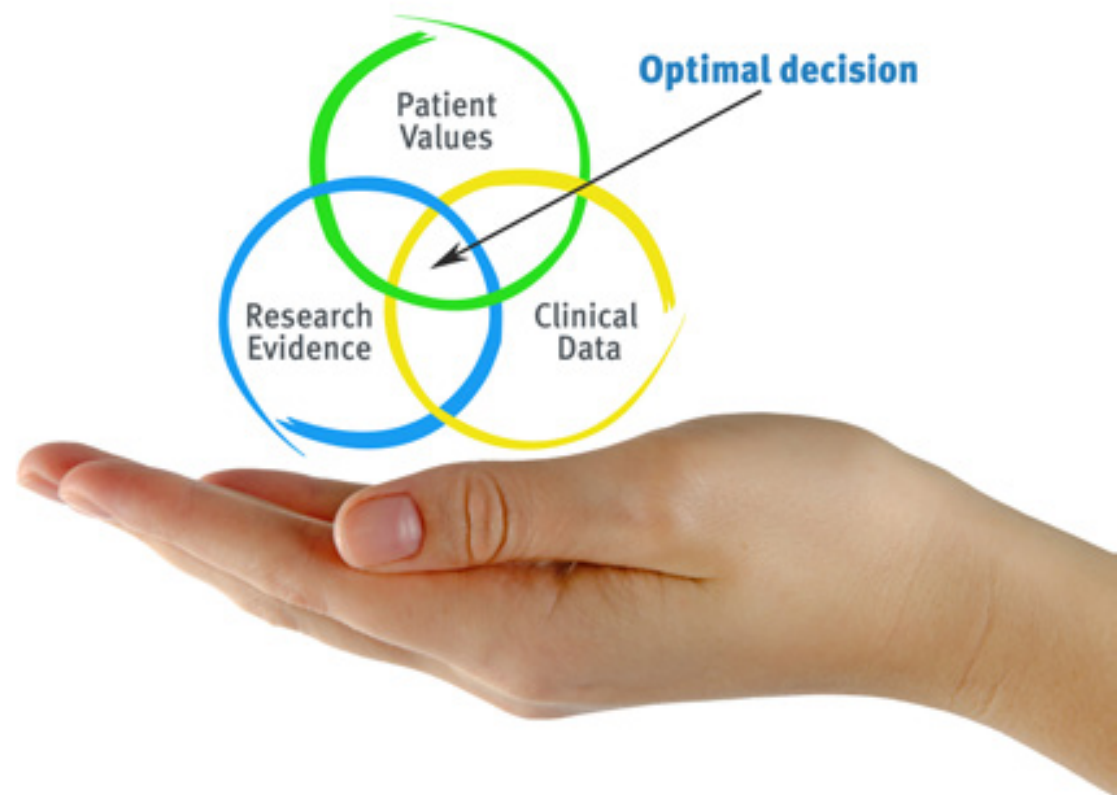 Optimal decision
Patient
Values
Research
Evidence
Clinical
Data